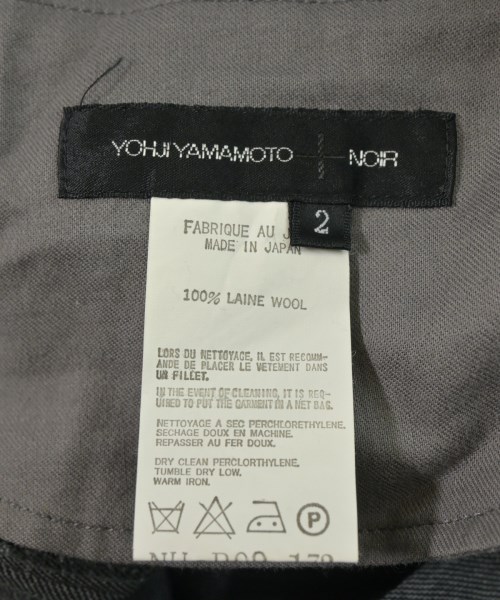 YOHJI YAMAMOTO NOIR
2
FABRIQUE AU J
MADE IN JAPAN
100% LAINE WOOL
LORS DU NETTOYAGE, IL EST RECOMM-
ANDE DE PLACER LE VETEMENT DANS
UN FILLET.
IN THE EVENT OF CLEANING, IT IS REQ-
UIRED TO PUT THE GARMENT IN A NET BAG.
NETTOYAGE A SEC PERCHLORETHYLENE.
SECHAGE DOUX EN MACHINE.
REPASSER AU FER DOUX.
DRY CLEAN PERCLORTHYLENE.
TUMBLE DRY LOW.
WARM IRON.
P